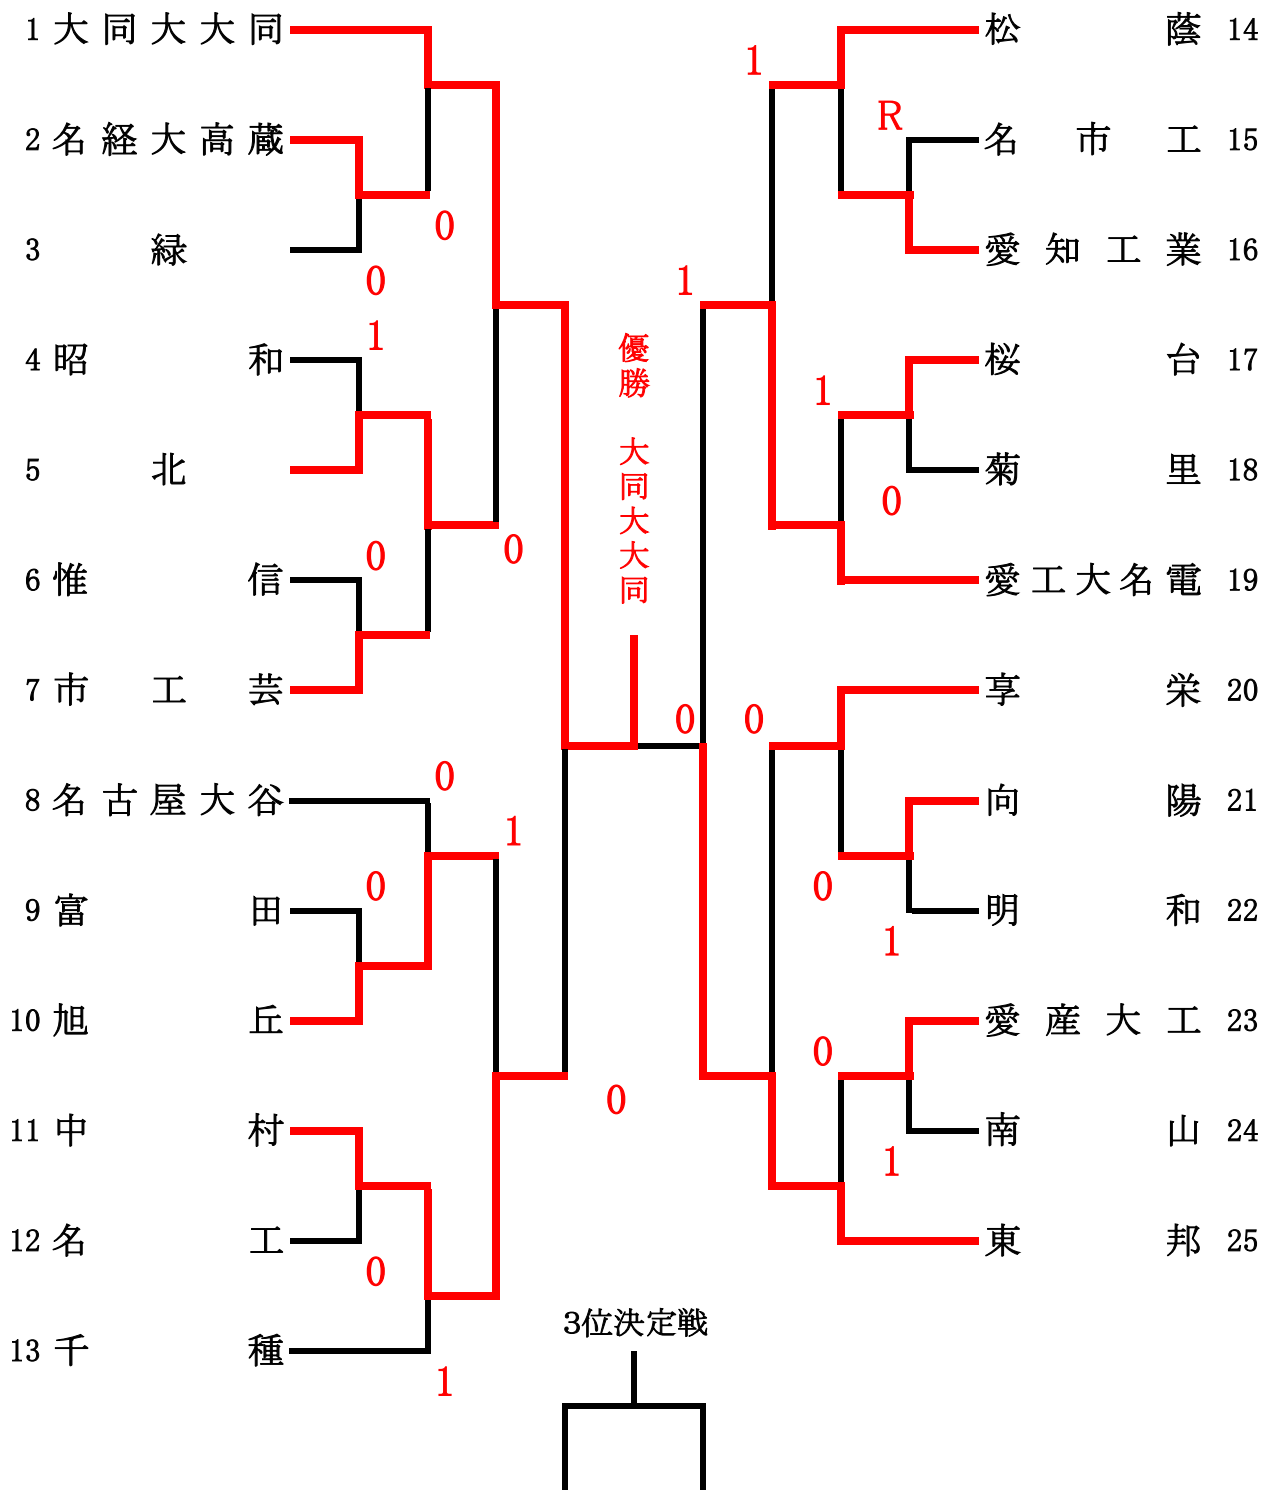 1 大同大大同
2 名経大高蔵
3 緑
4 昭和
5 北
6 惟信
7 市工芸
8 名古屋大谷
9 富田
10 旭丘
11 中村
12 名工
13 千種
0
0
1
0
0
0
1
0
0
1
0
優勝 大同大大同
0
3位決定戦
1
1
R
1
0
0
0
1
0
1
松蔭 14
名市工 15
愛知工業 16
桜台 17
菊里 18
愛工大名電 19
享栄 20
向陽 21
明和 22
愛産大工 23
南山 24
東邦 25